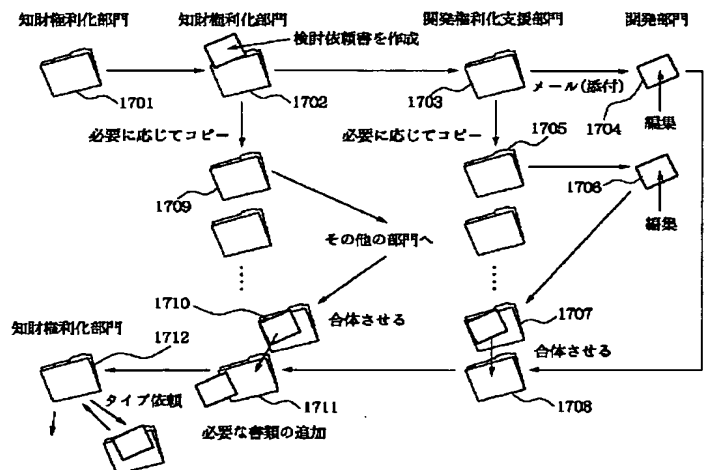 知財権利化部門
知財権利化部門
開発権利化支援部門
開発部門
検討依頼書を作成
1701
1702
1703
メール(添付)
1704
編集
必要に応じてコピー
必要に応じてコピー
1705
1709
1706
編集
その他の部門へ
1710
合体させる
1707
合体させる
知財権利化部門
1712
1711
1708
タイプ依頼
必要な書類の追加